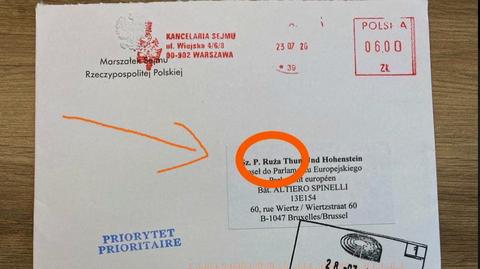 KANCELARIA SEJMU
ul. Wiejska 4/6/8
00-902 WARSZAWA
23 07 20
* 39
POLSKA
0600
ZŁ
Marszałek Sejmu
Rzeczypospolitej Polskiej
Sz. P. Ruża Thun Und Hohenstein
Poseł do Parlamentu Europejskiego
Parlement européen
Bât. ALTIERO SPINELLI
13E154
60, rue Wiertz / Wiertzstraat 60
B-1047 Bruxelles/Brussel
PRIORYTET
PRIORITAIRE